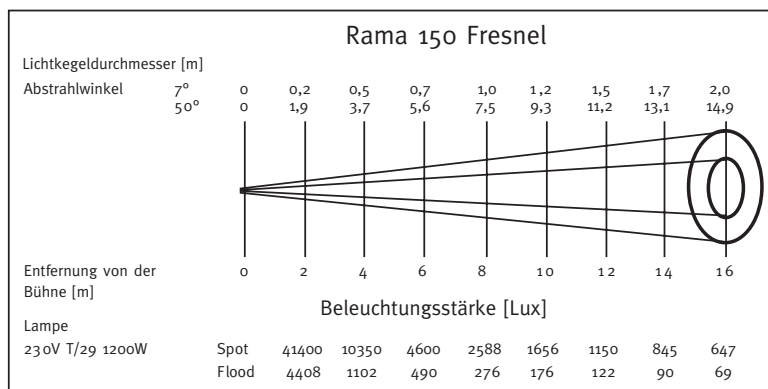 Rama 150 Fresnel
Lichtkegeldurchmesser [m]
Abstrahlwinkel 7° 0 0,2 0,5 0,7 1,0 1,2 1,5 1,7 2,0
50° 0 1,9 3,7 5,6 7,5 9,3 11,2 13,1 14,9
Entfernung von der 0 2 4 6 8 10 12 14 16
Bühne [m]
Beleuchtungsstärke [Lux]
Lampe
230V T/29 1200W Spot 41400 10350 4600 2588 1656 1150 845 647
Flood 4408 1102 490 276 176 122 90 69